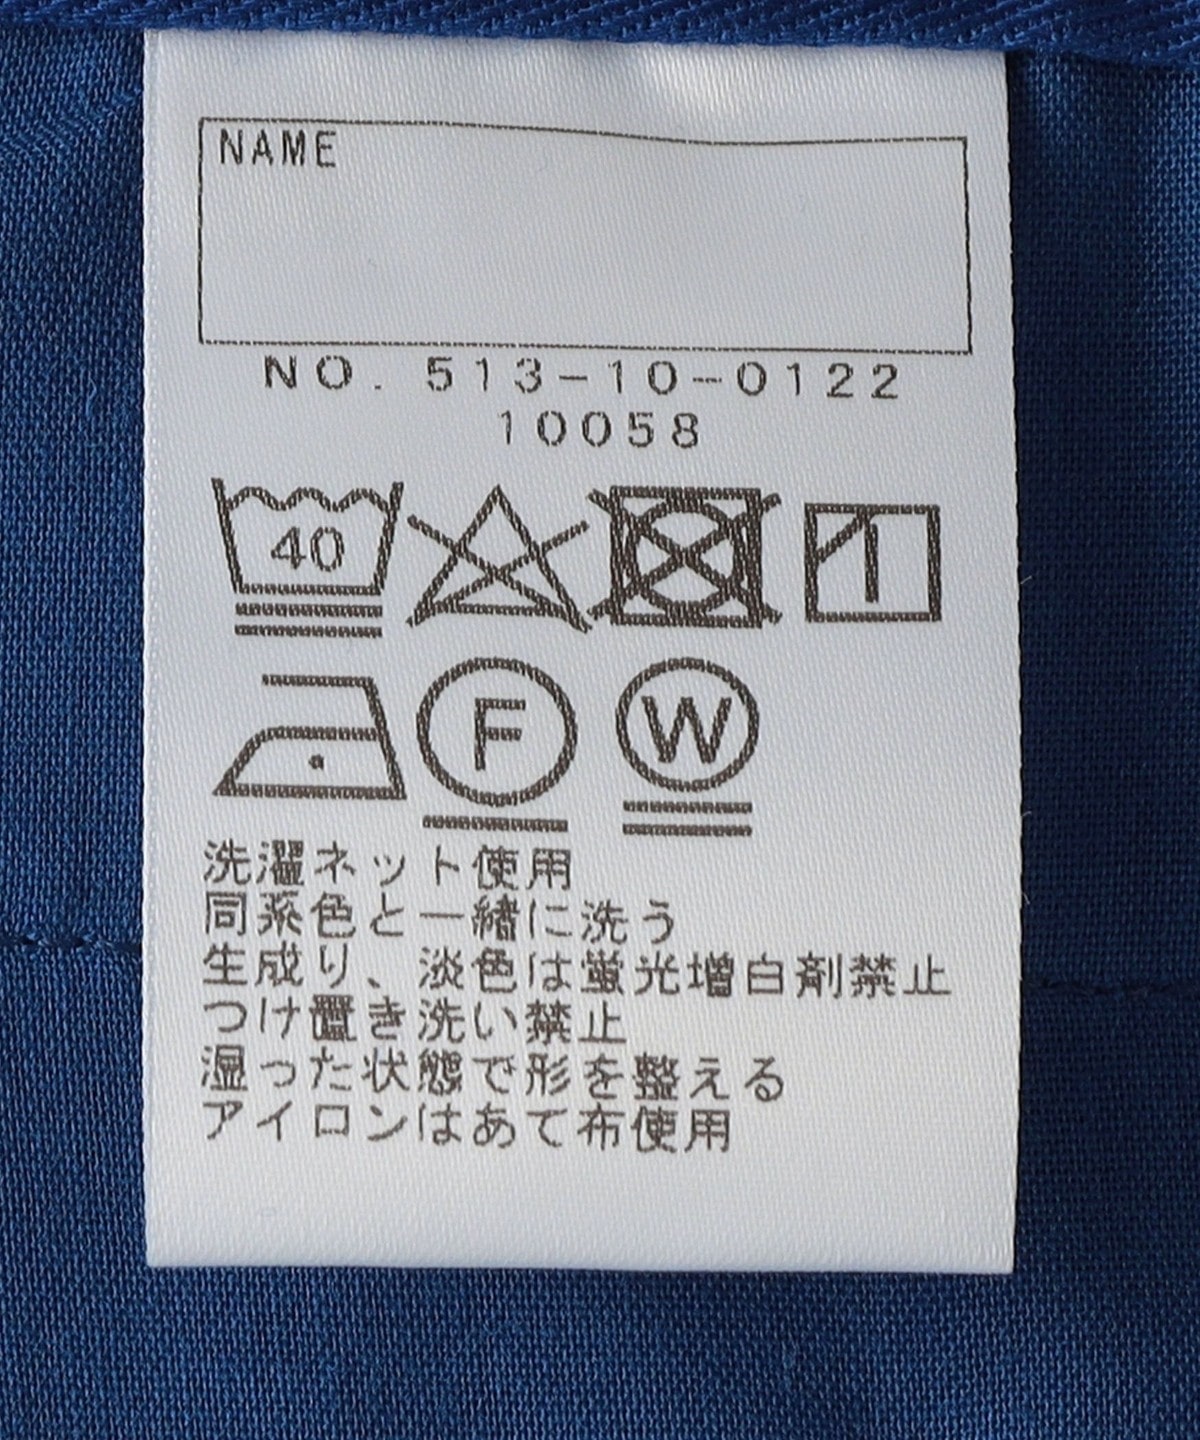 NAME
NO. 513-10-0122
10058
40
F
W
洗濯ネット使用
同系色と一緒に洗う
生成り、淡色は蛍光増白剤禁止
つけ置き洗い禁止
湿った状態で形を整える
アイロンはあて布使用